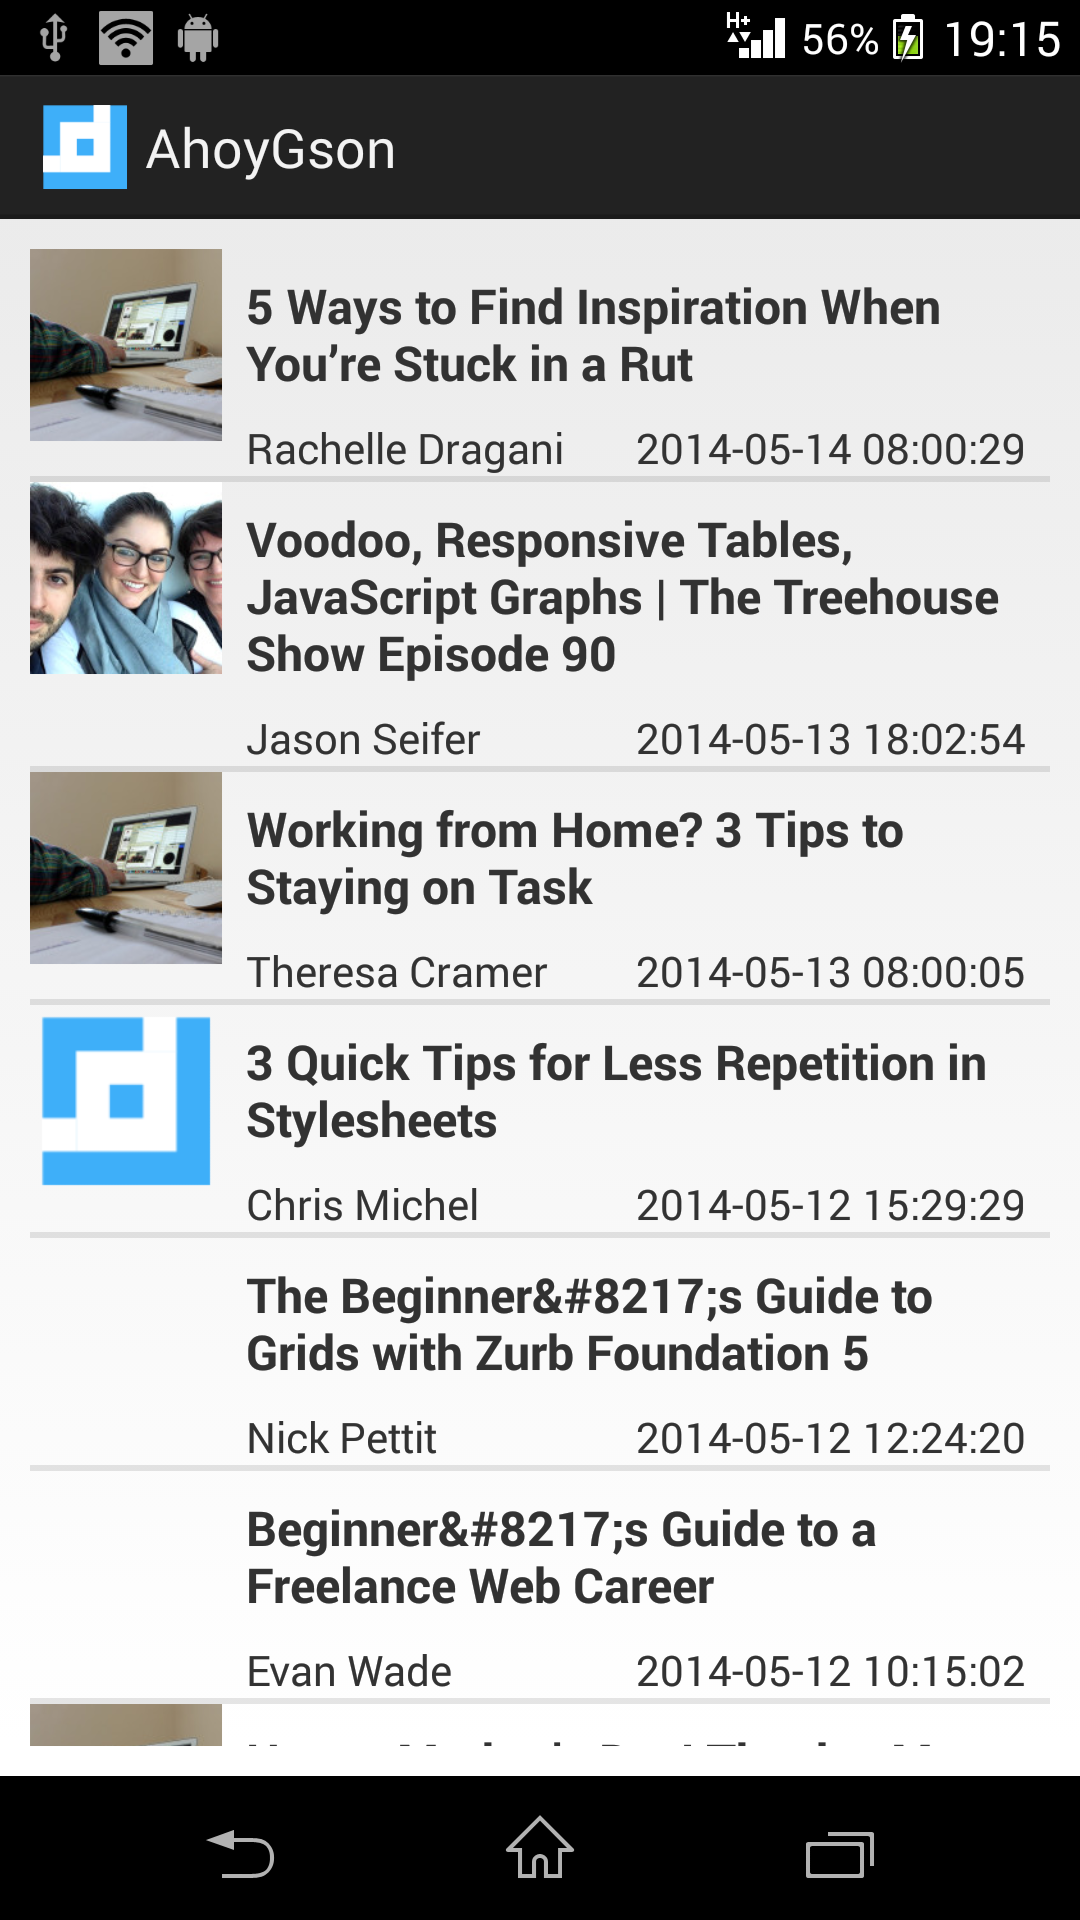 H+ 56% 19:15
AhoyGson
5 Ways to Find Inspiration When
You’re Stuck in a Rut
Rachelle Dragani 2014-05-14 08:00:29
Voodoo, Responsive Tables,
JavaScript Graphs | The Treehouse
Show Episode 90
Jason Seifer 2014-05-13 18:02:54
Working from Home? 3 Tips to
Staying on Task
Theresa Cramer 2014-05-13 08:00:05
3 Quick Tips for Less Repetition in
Stylesheets
Chris Michel 2014-05-12 15:29:29
The Beginner&#8217;s Guide to
Grids with Zurb Foundation 5
Nick Pettit 2014-05-12 12:24:20
Beginner&#8217;s Guide to a
Freelance Web Career
Evan Wade 2014-05-12 10:15:02